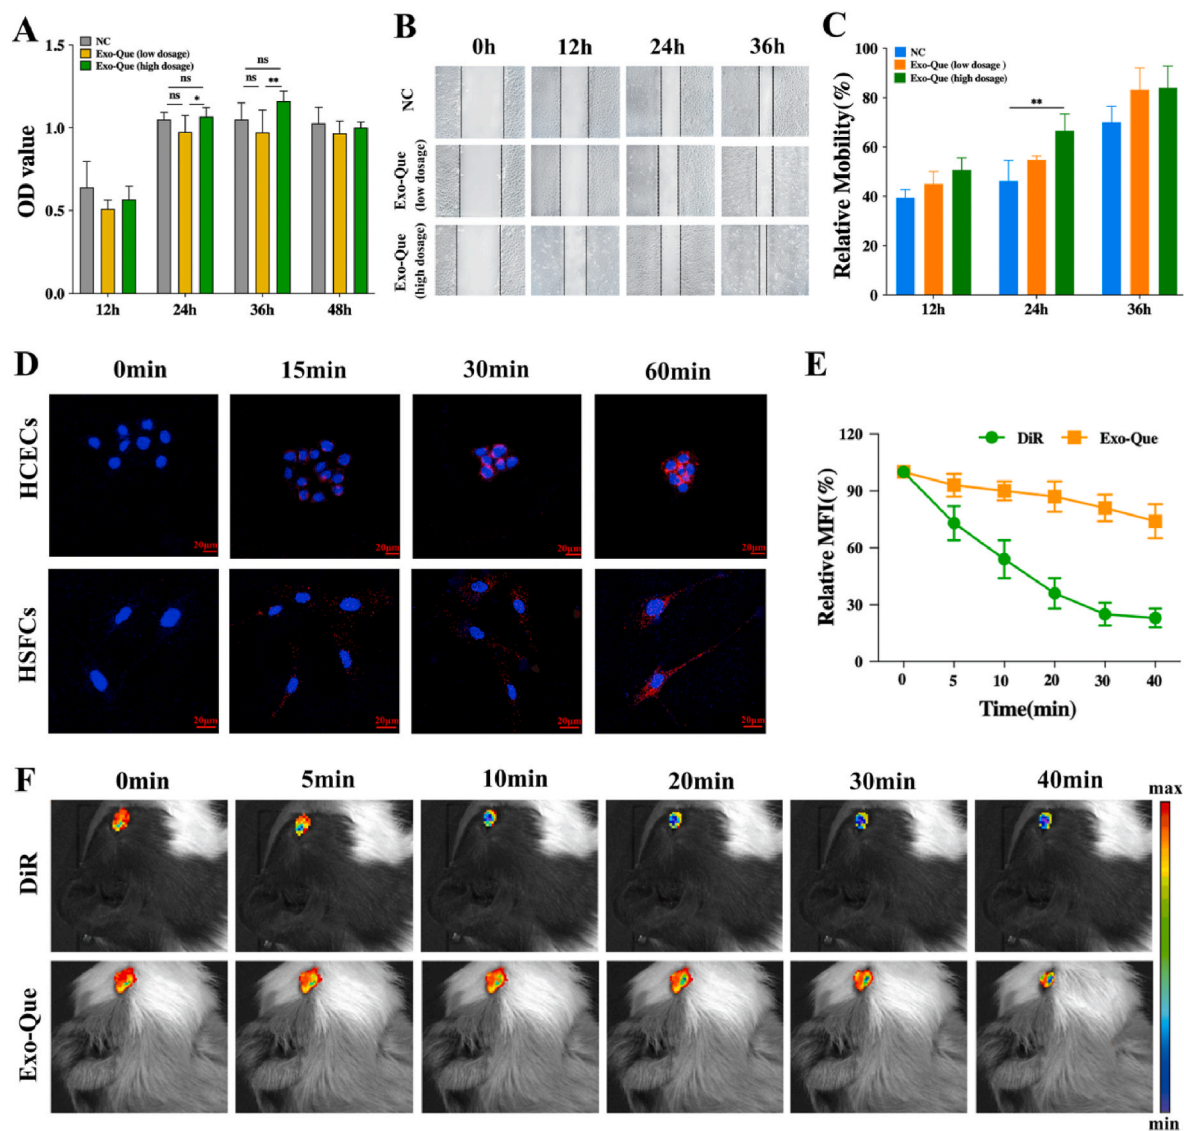 A
NC
Exo-Que (low dosage)
Exo-Que (high dosage)
OD value
1.5
1.0
0.5
0.0
ns
ns
*
ns
ns
**
12h
24h
36h
48h
B
0h
12h
24h
36h
NC
Exo-Que
(low dosage)
Exo-Que
(high dosage)
C
NC
Exo-Que (low dosage )
Exo-Que (high dosage)
Relative Mobility(%)
100
80
60
40
20
0
**
12h
24h
36h
D
0min
15min
30min
60min
HCECs
20μm
20μm
20μm
20μm
HSFCs
20μm
20μm
20μm
20μm
E
DiR
Exo-Que
Relative MFI(%)
120
90
60
30
0
0
5
10
20
30
40
Time(min)
F
0min
5min
10min
20min
30min
40min
DiR
Exo-Que
max
min